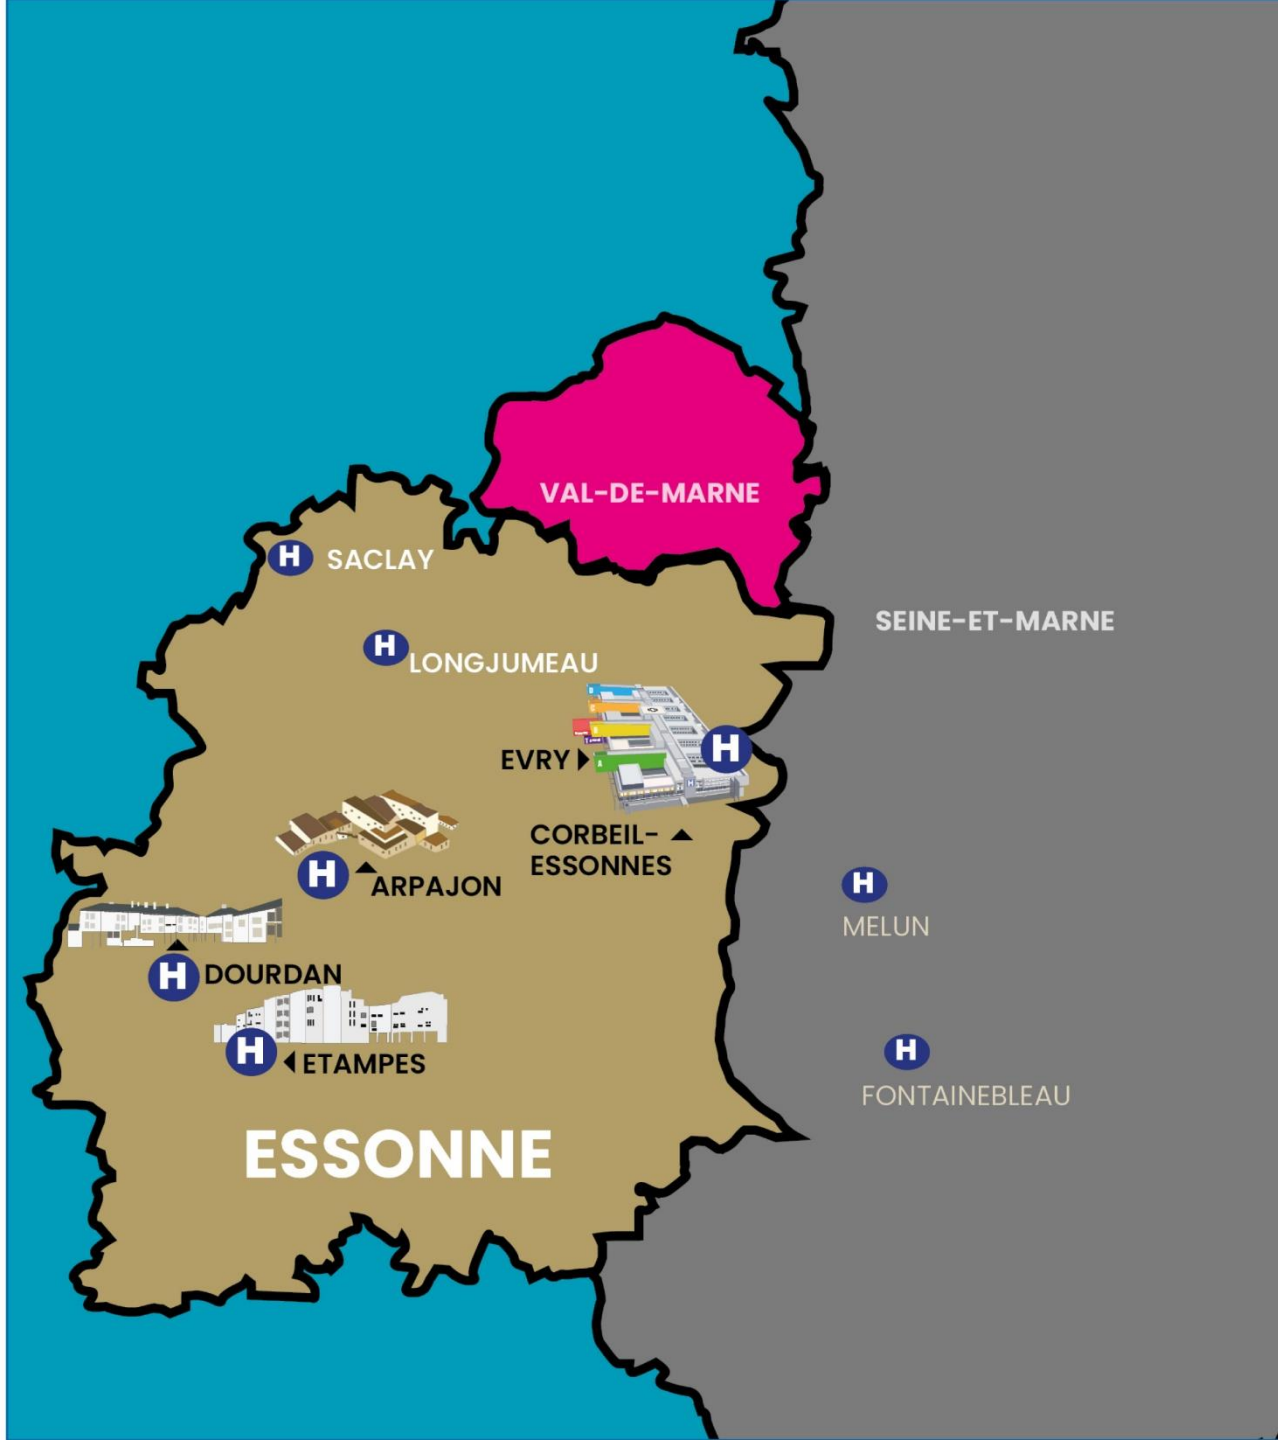 VAL-DE-MARNE
H SACLAY
SEINE-ET-MARNE
H LONGJUMEAU
H
EVRY
CORBEIL-
ESSONNES
H
ARPAJON
H
MELUN
H DOURDAN
H ETAMPES
H
FONTAINEBLEAU
ESSONNE